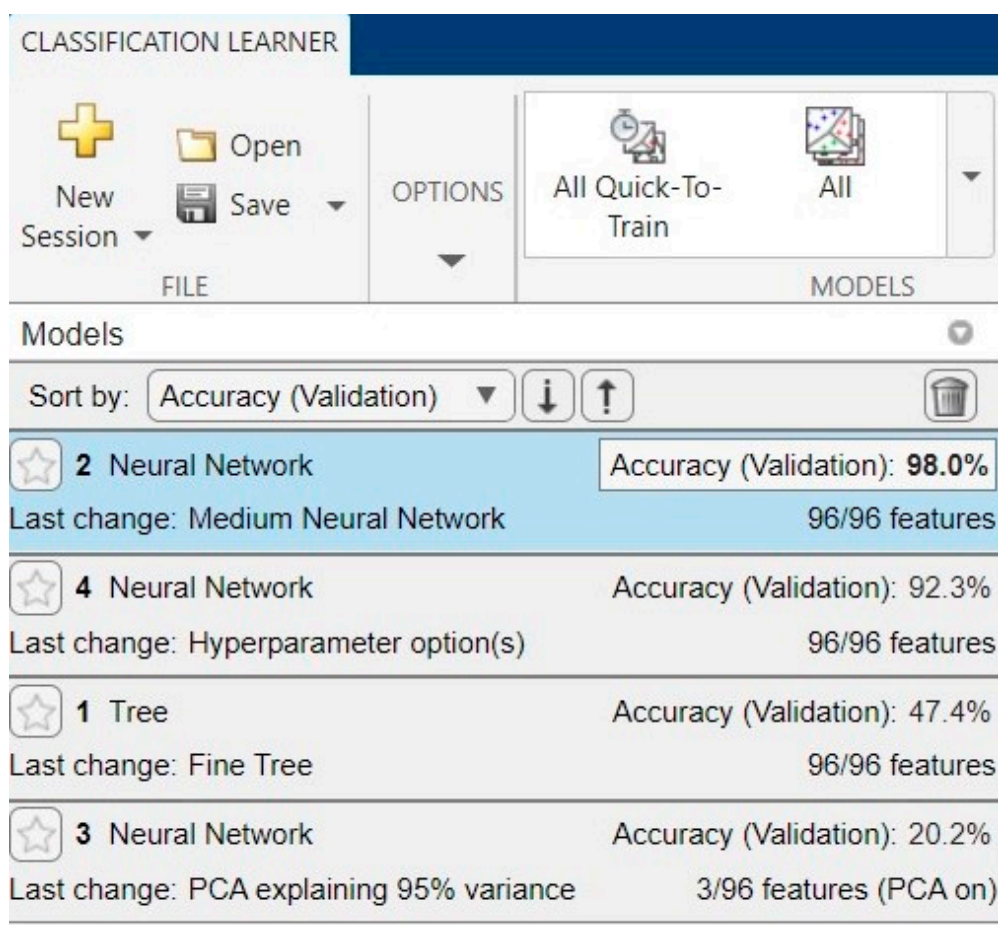 CLASSIFICATION LEARNER
New Session
Open
Save
FILE
OPTIONS
All Quick-To-Train
All
MODELS
Models
Sort by: Accuracy (Validation)
2 Neural Network Accuracy (Validation): 98.0%
Last change: Medium Neural Network 96/96 features
4 Neural Network Accuracy (Validation): 92.3%
Last change: Hyperparameter option(s) 96/96 features
1 Tree Accuracy (Validation): 47.4%
Last change: Fine Tree 96/96 features
3 Neural Network Accuracy (Validation): 20.2%
Last change: PCA explaining 95% variance 3/96 features (PCA on)